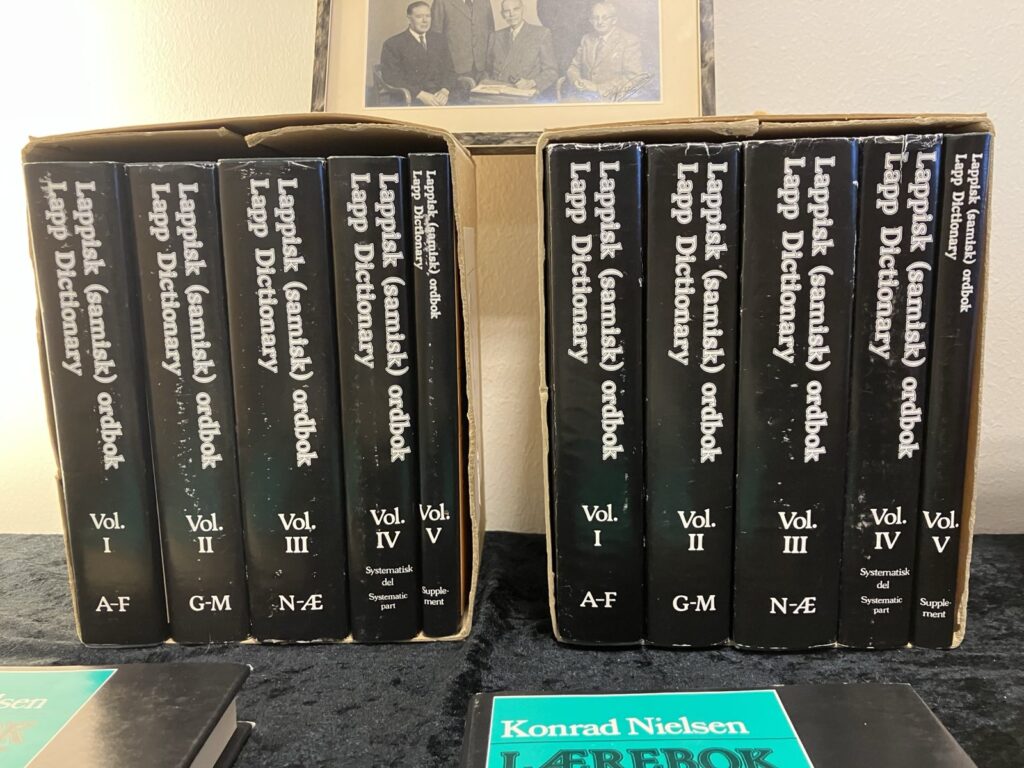 Lappisk (samisk) ordbok
Lapp Dictionary
Vol.
I
A-F
Lappisk (samisk) ordbok
Lapp Dictionary
Vol.
II
G-M
Lappisk (samisk) ordbok
Lapp Dictionary
Vol.
III
N-Æ
Lappisk (samisk) ordbok
Lapp Dictionary
Vol.
IV
Systematisk
del
Systematic
part
Lappisk (samisk) ordbok
Lapp Dictionary
Vol.
V
Supple-
ment
Lappisk (samisk) ordbok
Lapp Dictionary
Vol.
I
A-F
Lappisk (samisk) ordbok
Lapp Dictionary
Vol.
II
G-M
Lappisk (samisk) ordbok
Lapp Dictionary
Vol.
III
N-Æ
Lappisk (samisk) ordbok
Lapp Dictionary
Vol.
IV
Systematisk
del
Systematic
part
Lappisk (samisk) ordbok
Lapp Dictionary
Vol.
V
Supple-
ment
Konrad Nielsen
LÆREBOK